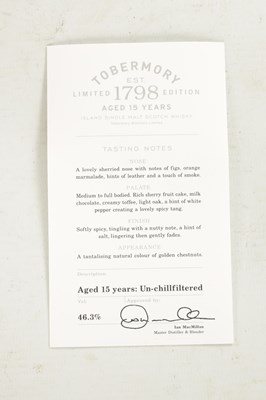 TOBERMORY
EST.
LIMITED 1798 EDITION
AGED 15 YEARS
TASTING NOTES
NOSE
A lovely sherried nose with notes of figs, orange
marmalade, hints of leather and a touch of smoke.
PALATE
Medium to full bodied. Rich sherry fruit cake, milk
chocolate, creamy toffee, light oak, a hint of white
pepper creating a lovely spicy tang.
FINISH
Softly spicy, tingling with a nutty note, a hint of
salt, lingering then gently fades.
APPEARANCE
A tantalising natural colour of golden chestnuts.
Description
Aged 15 years: Un-chillfiltered
Vol
Approved by:
46.3%
Ian MacMillan
Master Distiller & Blender